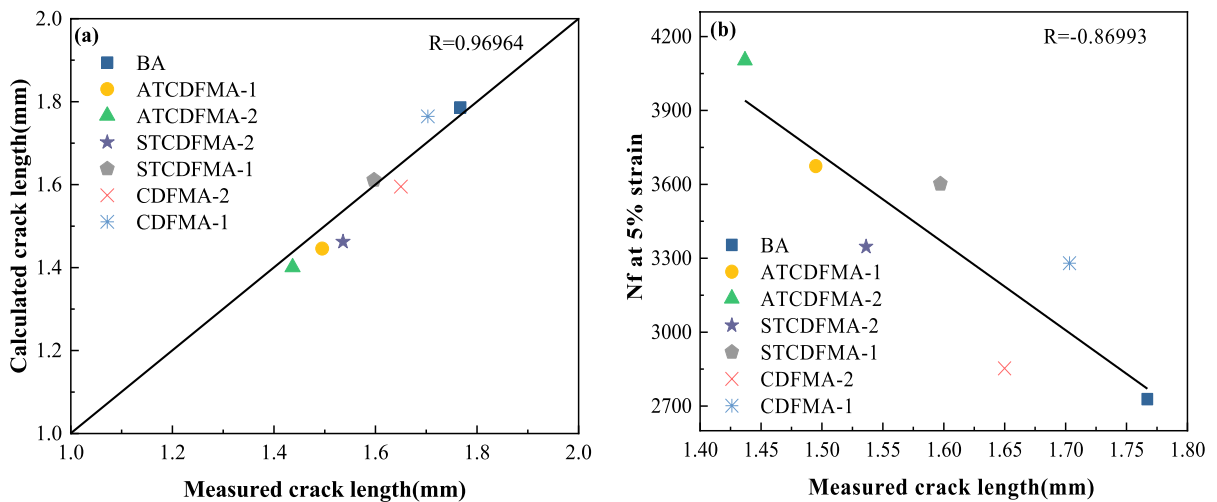 (a)
R=0.96964
BA
ATCDFMA-1
ATCDFMA-2
STCDFMA-2
STCDFMA-1
CDFMA-2
CDFMA-1
2.0
1.8
1.6
1.4
1.2
1.0
1.0 1.2 1.4 1.6 1.8 2.0
Calculated crack length(mm)
Measured crack length(mm)
(b)
R=-0.86993
BA
ATCDFMA-1
ATCDFMA-2
STCDFMA-2
STCDFMA-1
CDFMA-2
CDFMA-1
4200
3900
3600
3300
3000
2700
1.40 1.45 1.50 1.55 1.60 1.65 1.70 1.75 1.80
Nf at 5% strain
Measured crack length(mm)